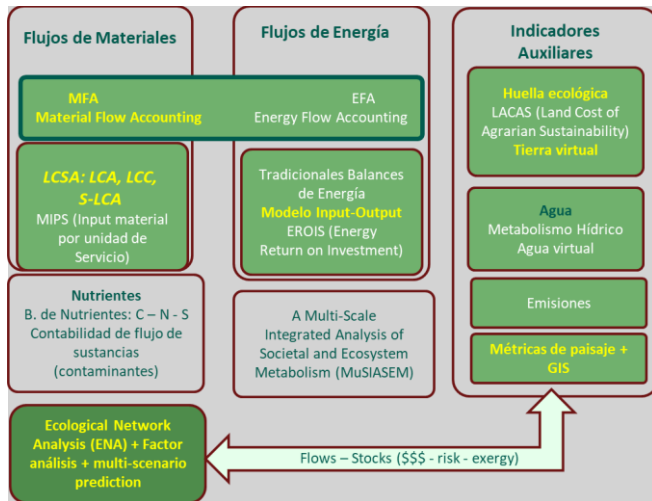 Flujos de Materiales
Flujos de Energía
Indicadores
Auxiliares
MFA
Material Flow Accounting
EFA
Energy Flow Accounting
LCSA: LCA, LCC,
S-LCA
MIPS (Input material
por unidad de
Servicio)
Tradicionales Balances
de Energía
Modelo Input-Output
EROIS (Energy
Return on Investment)
Huella ecológica
LACAS (Land Cost of
Agrarian Sustainability)
Tierra virtual
Agua
Metabolismo Hídrico
Agua virtual
Emisiones
Métricas de paisaje +
GIS
Nutrientes
B. de Nutrientes: C – N - S
Contabilidad de flujo de
sustancias
(contaminantes)
A Multi-Scale
Integrated Analysis of
Societal and Ecosystem
Metabolism (MuSIASEM)
Ecological Network
Analysis (ENA) + Factor
análisis + multi-scenario
prediction
Flows – Stocks ($$$ - risk - exergy)